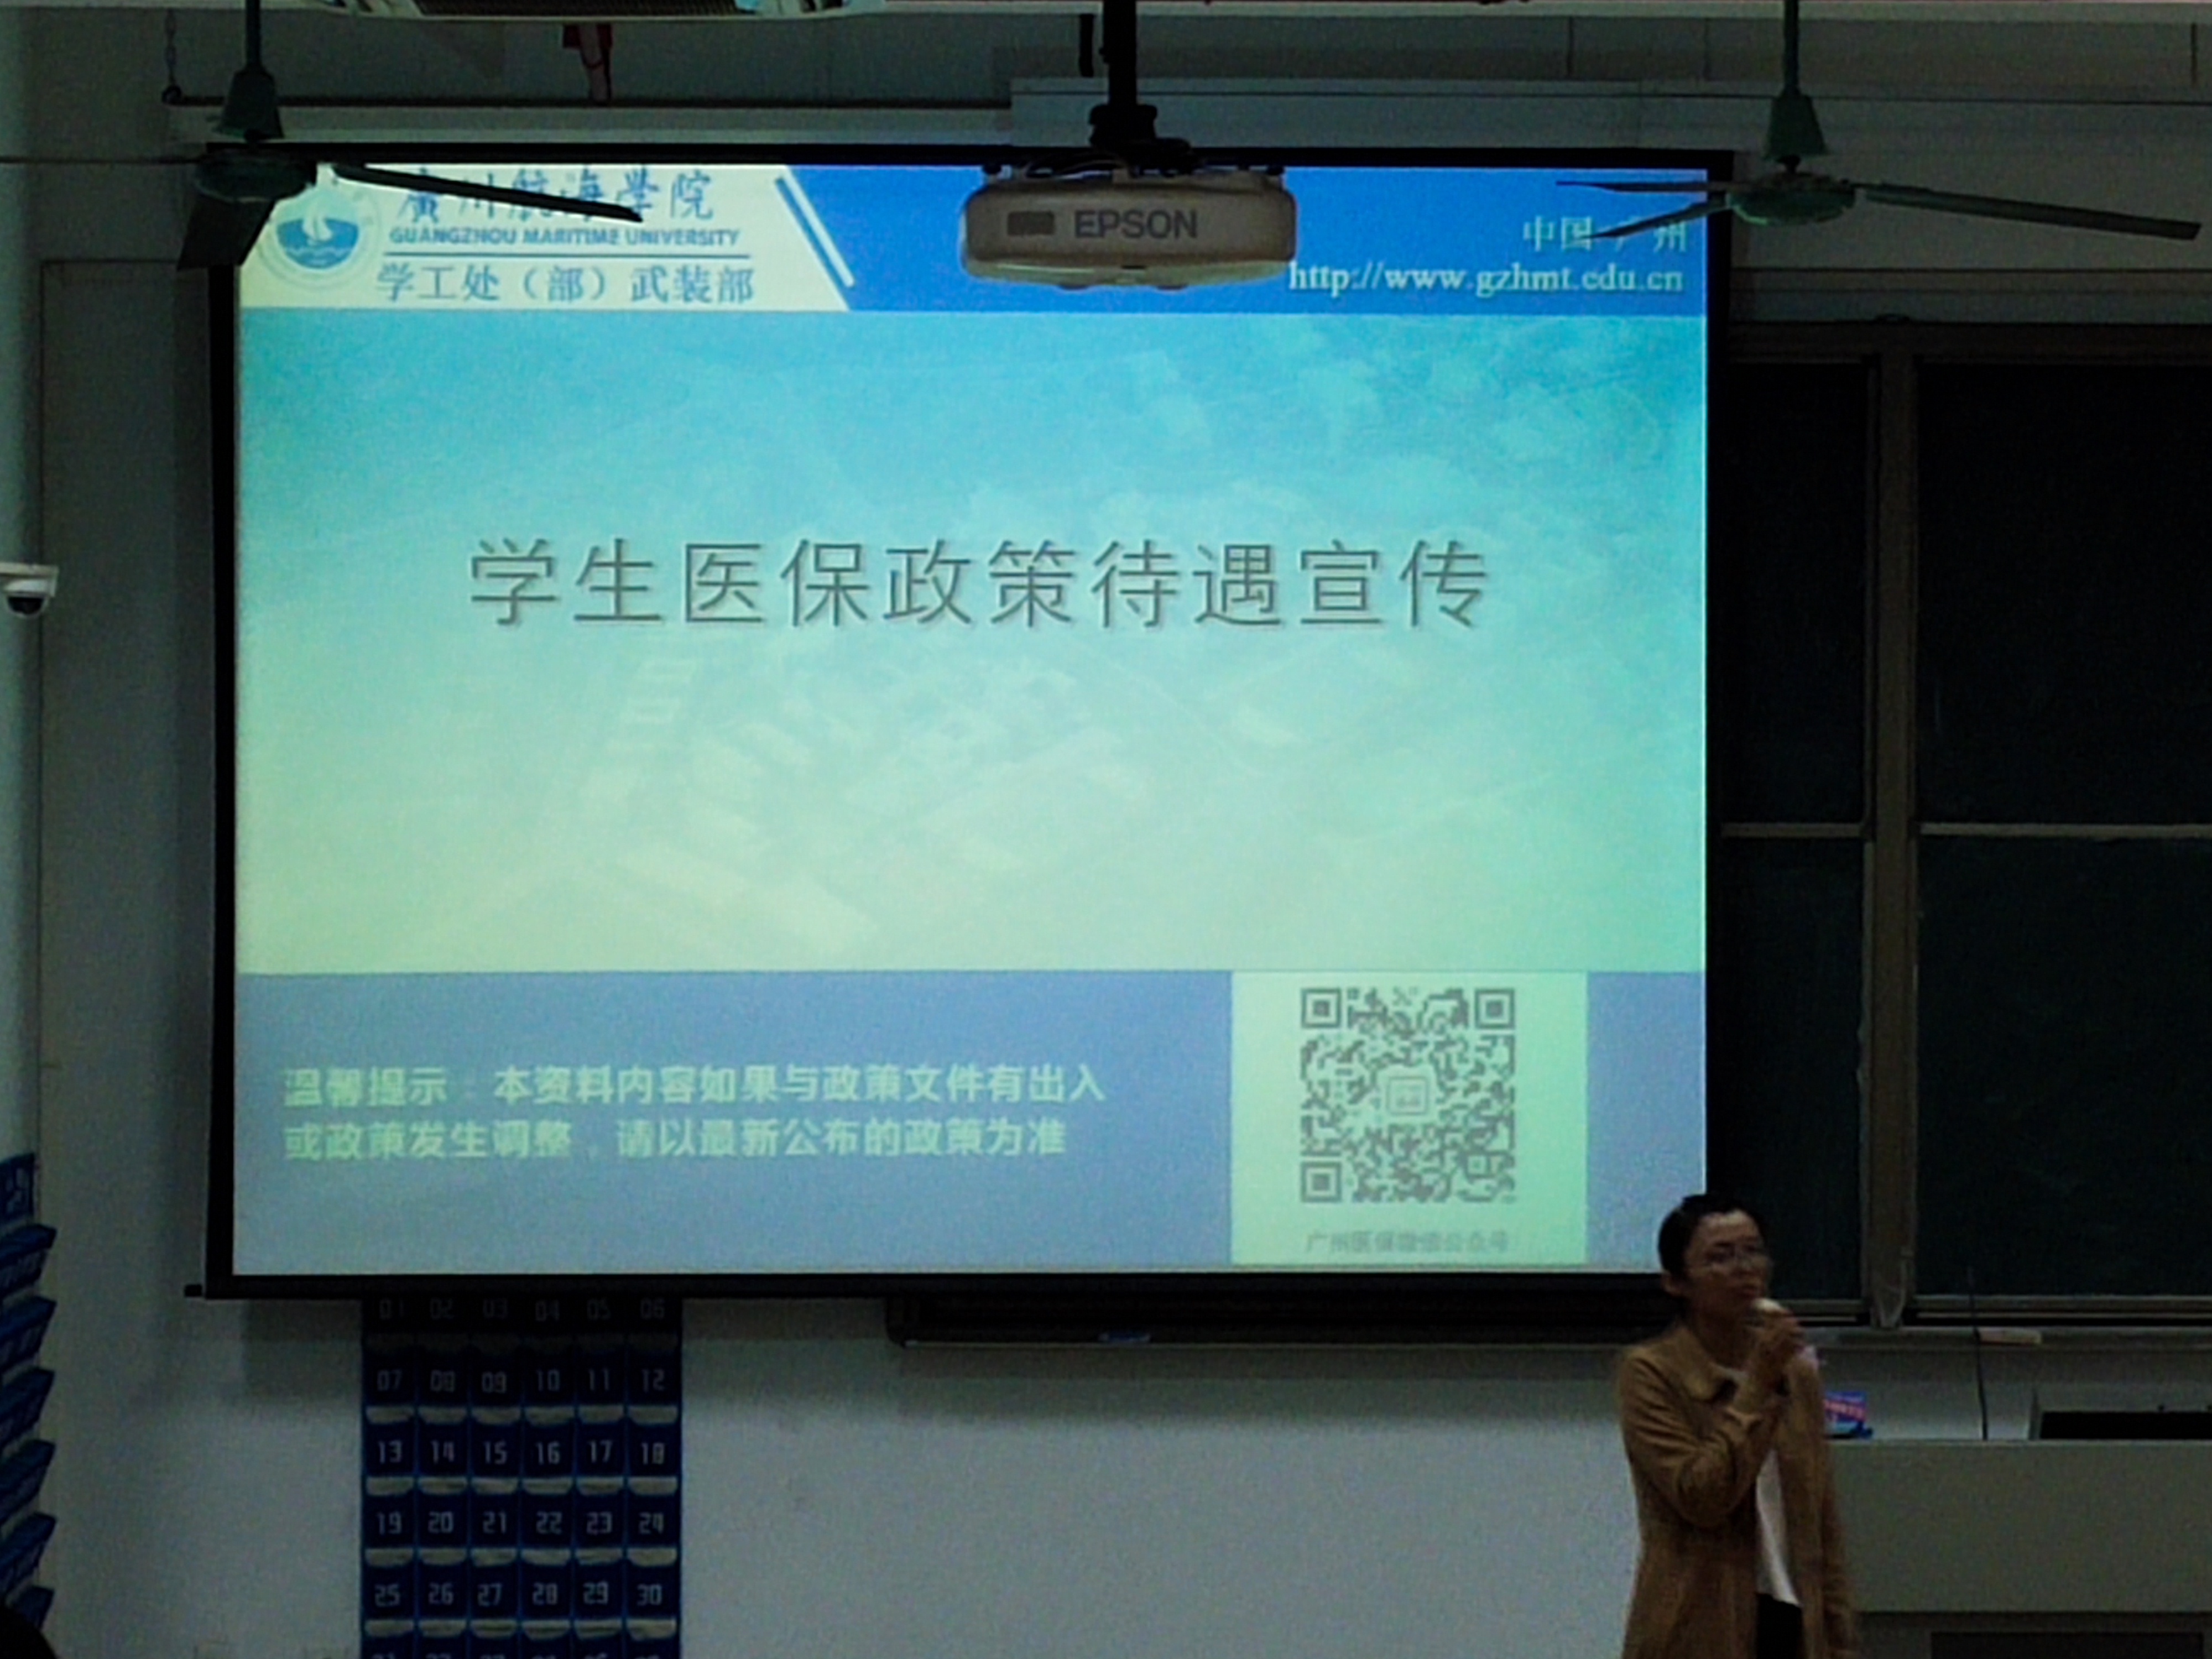 廣州航海学院
GUANGZHOU MARITIME UNIVERSITY
学工处（部）武装部
EPSON
中国 广州
http://www.gzhmt.edu.cn
学生医保政策待遇宣传
温馨提示：本资料内容如果与政策文件有出入
或政策发生调整，请以最新公布的政策为准
广州医保微信公众号
01 02 03 04 05 06
07 08 09 10 11 12
13 14 15 16 17 18
19 20 21 22 23 24
25 26 27 28 29 30